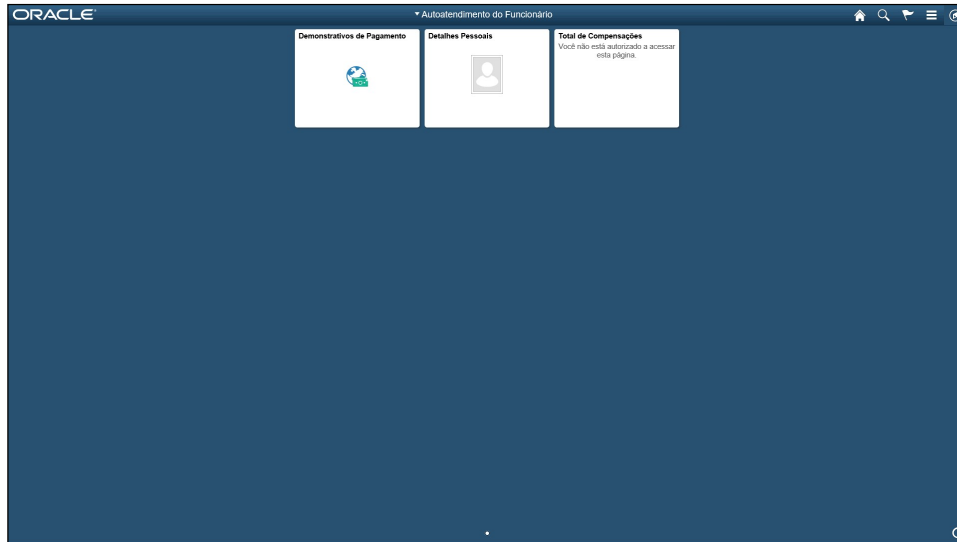 ORACLE
Autoatendimento do Funcionário
Demonstrativos de Pagamento
Detalhes Pessoais
Total de Compensações
Você não está autorizado a acessar
esta página.